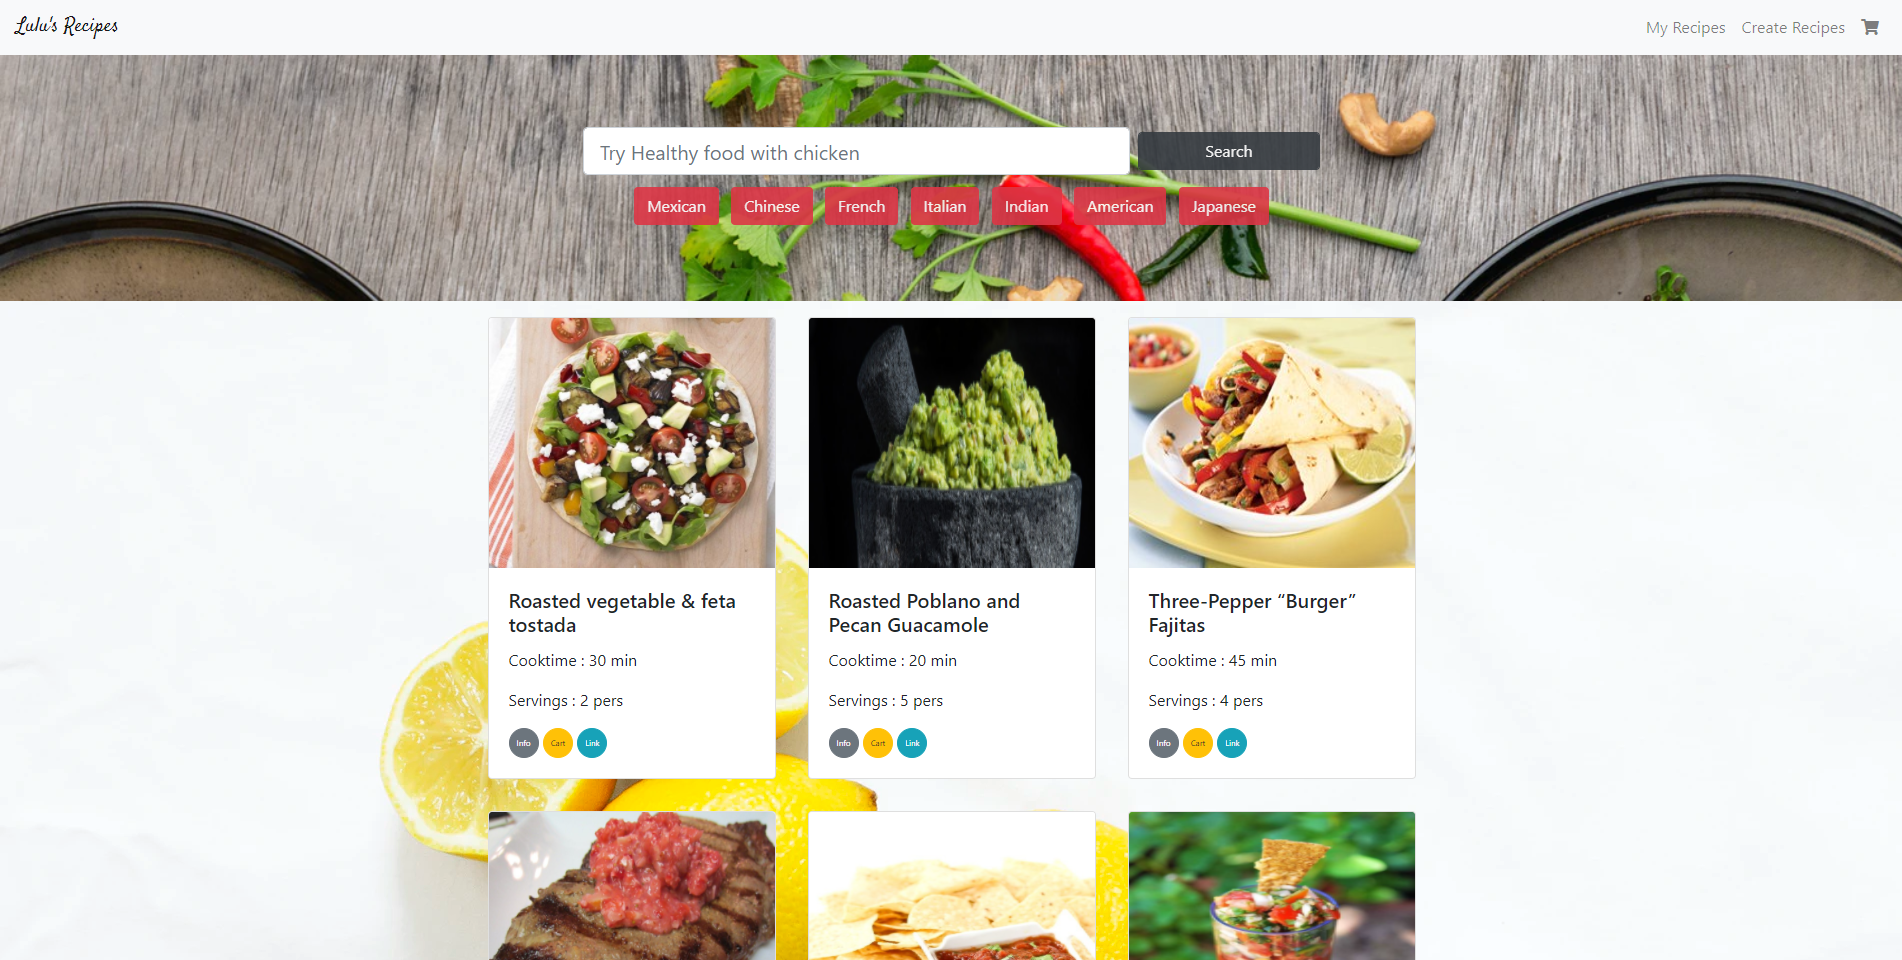 Lulu's Recipes
My Recipes Create Recipes
Try Healthy food with chicken
Search
Mexican Chinese French Italian Indian American Japanese
Roasted vegetable & feta
tostada
Cooktime : 30 min
Servings : 2 pers
Info Cart Link
Roasted Poblano and
Pecan Guacamole
Cooktime : 20 min
Servings : 5 pers
Info Cart Link
Three-Pepper “Burger”
Fajitas
Cooktime : 45 min
Servings : 4 pers
Info Cart Link